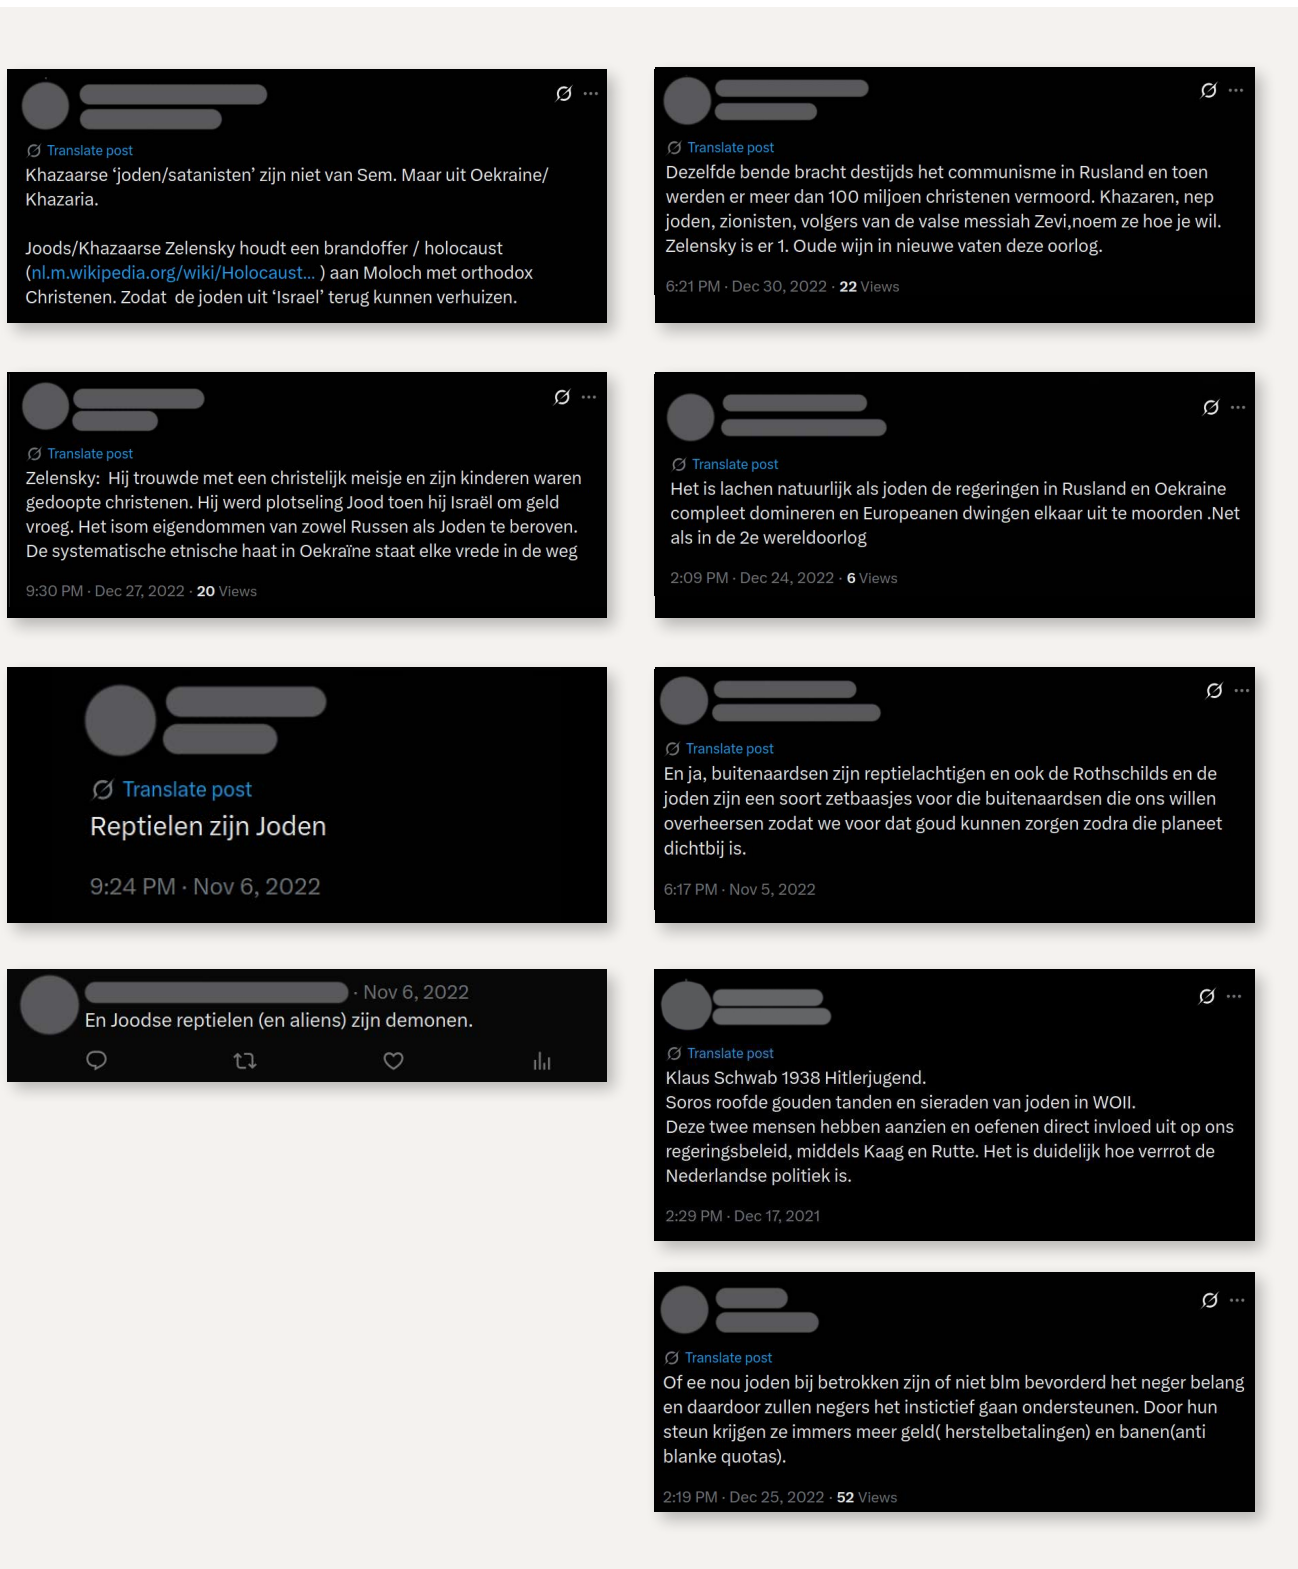 Translate post
Khazaarse ‘joden/satanisten’ zijn niet van Sem. Maar uit Oekraine/
Khazaria.
Joods/Khazaarse Zelensky houdt een brandoffer / holocaust
(nl.m.wikipedia.org/wiki/Holocaust... ) aan Moloch met orthodox
Christenen. Zodat de joden uit ‘Israel’ terug kunnen verhuizen.
Translate post
Dezelfde bende bracht destijds het communisme in Rusland en toen
werden er meer dan 100 miljoen christenen vermoord. Khazaren, nep
joden, zionisten, volgers van de valse messiah Zevi,noem ze hoe je wil.
Zelensky is er 1. Oude wijn in nieuwe vaten deze oorlog.
6:21 PM · Dec 30, 2022 · 22 Views
Translate post
Zelensky: Hij trouwde met een christelijk meisje en zijn kinderen waren
gedoopte christenen. Hij werd plotseling Jood toen hij Israël om geld
vroeg. Het isom eigendommen van zowel Russen als Joden te beroven.
De systematische etnische haat in Oekraïne staat elke vrede in de weg
9:30 PM · Dec 27, 2022 · 20 Views
Translate post
Het is lachen natuurlijk als joden de regeringen in Rusland en Oekraine
compleet domineren en Europeanen dwingen elkaar uit te moorden .Net
als in de 2e wereldoorlog
2:09 PM · Dec 24, 2022 · 6 Views
Translate post
Reptielen zijn Joden
9:24 PM · Nov 6, 2022
Translate post
En ja, buitenaardsen zijn reptielachtigen en ook de Rothschilds en de
joden zijn een soort zetbaasjes voor die buitenaardsen die ons willen
overheersen zodat we voor dat goud kunnen zorgen zodra die planeet
dichtbij is.
6:17 PM · Nov 5, 2022
· Nov 6, 2022
En Joodse reptielen (en aliens) zijn demonen.
Translate post
Klaus Schwab 1938 Hitlerjugend.
Soros roofde gouden tanden en sieraden van joden in WOII.
Deze twee mensen hebben aanzien en oefenen direct invloed uit op ons
regeringsbeleid, middels Kaag en Rutte. Het is duidelijk hoe verrrot de
Nederlandse politiek is.
2:29 PM · Dec 17, 2021
Translate post
Of ee nou joden bij betrokken zijn of niet blm bevorderd het neger belang
en daardoor zullen negers het instictief gaan ondersteunen. Door hun
steun krijgen ze immers meer geld( herstelbetalingen) en banen(anti
blanke quotas).
2:19 PM · Dec 25, 2022 · 52 Views